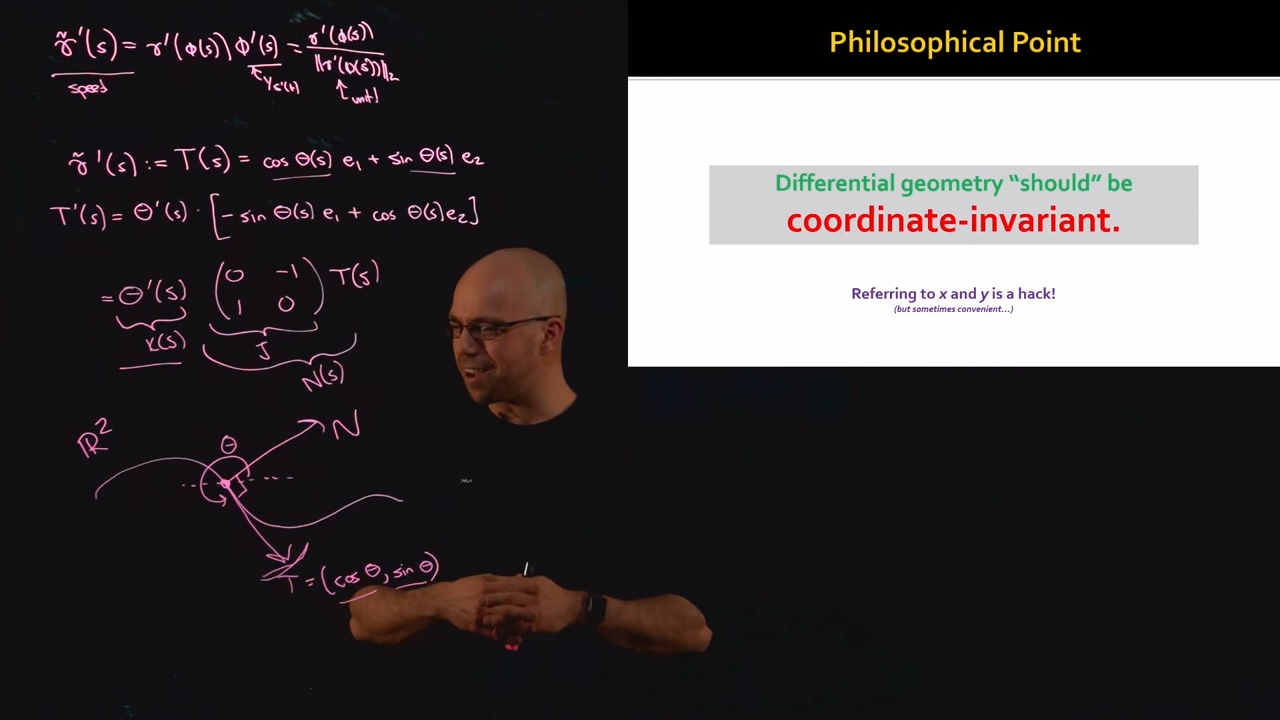 γ̃'(s) = γ'(φ(s)) φ'(s) = γ'(φ(s)) / ||γ'(φ(s))||₂
speed
↑ 1/s'(t)
↑ unit!
γ̃'(s) := T(s) = cos θ(s) e₁ + sin θ(s) e₂
T'(s) = θ'(s) · [- sin θ(s) e₁ + cos θ(s) e₂]
= θ'(s) (0 -1
1 0) T(s)
κ(s)
J
N(s)
ℝ²
θ
N
T = (cos θ, sin θ)
Philosophical Point
Differential geometry “should” be
coordinate-invariant.
Referring to x and y is a hack!
(but sometimes convenient…)